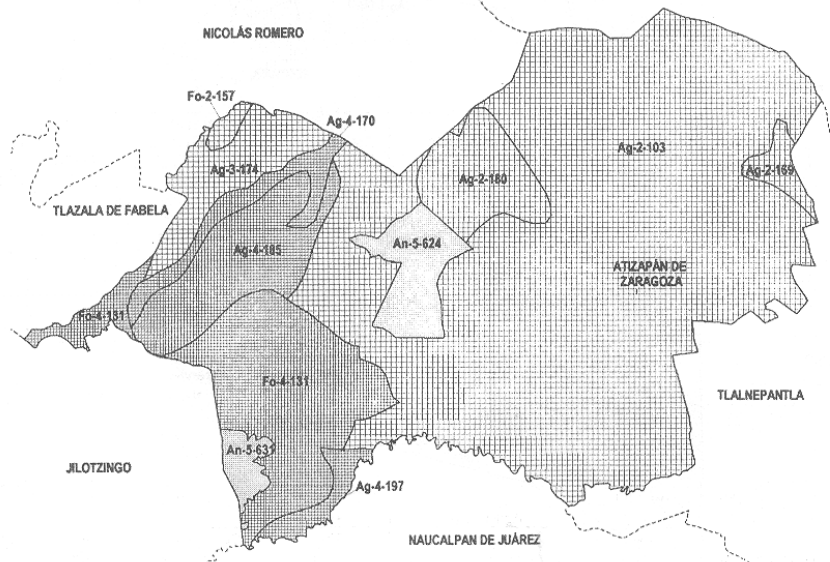 NICOLÁS ROMERO
Fo-2-157
Ag-4-170
Ag-2-103
Ag-3-174
Ag-2-180
Ag-2-169
TLAZALA DE FABELA
Ag-4-185
An-5-624
ATIZAPÁN DE
ZARAGOZA
Fo-4-131
Fo-4-131
TLALNEPANTLA
An-5-631
JILOTZINGO
Ag-4-197
NAUCALPAN DE JUÁREZ